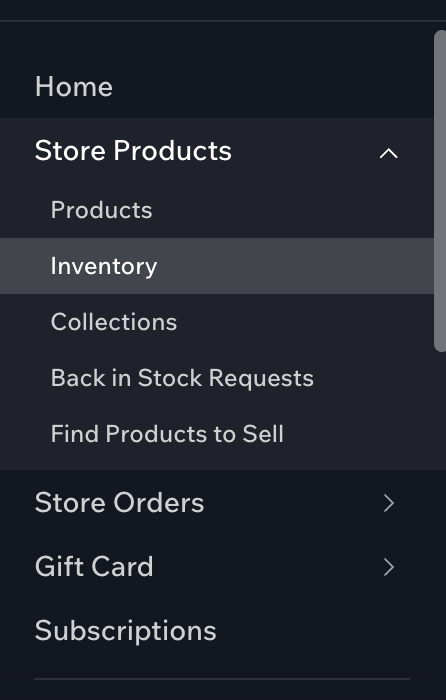 Home
Store Products
Products
Inventory
Collections
Back in Stock Requests
Find Products to Sell
Store Orders
Gift Card
Subscriptions